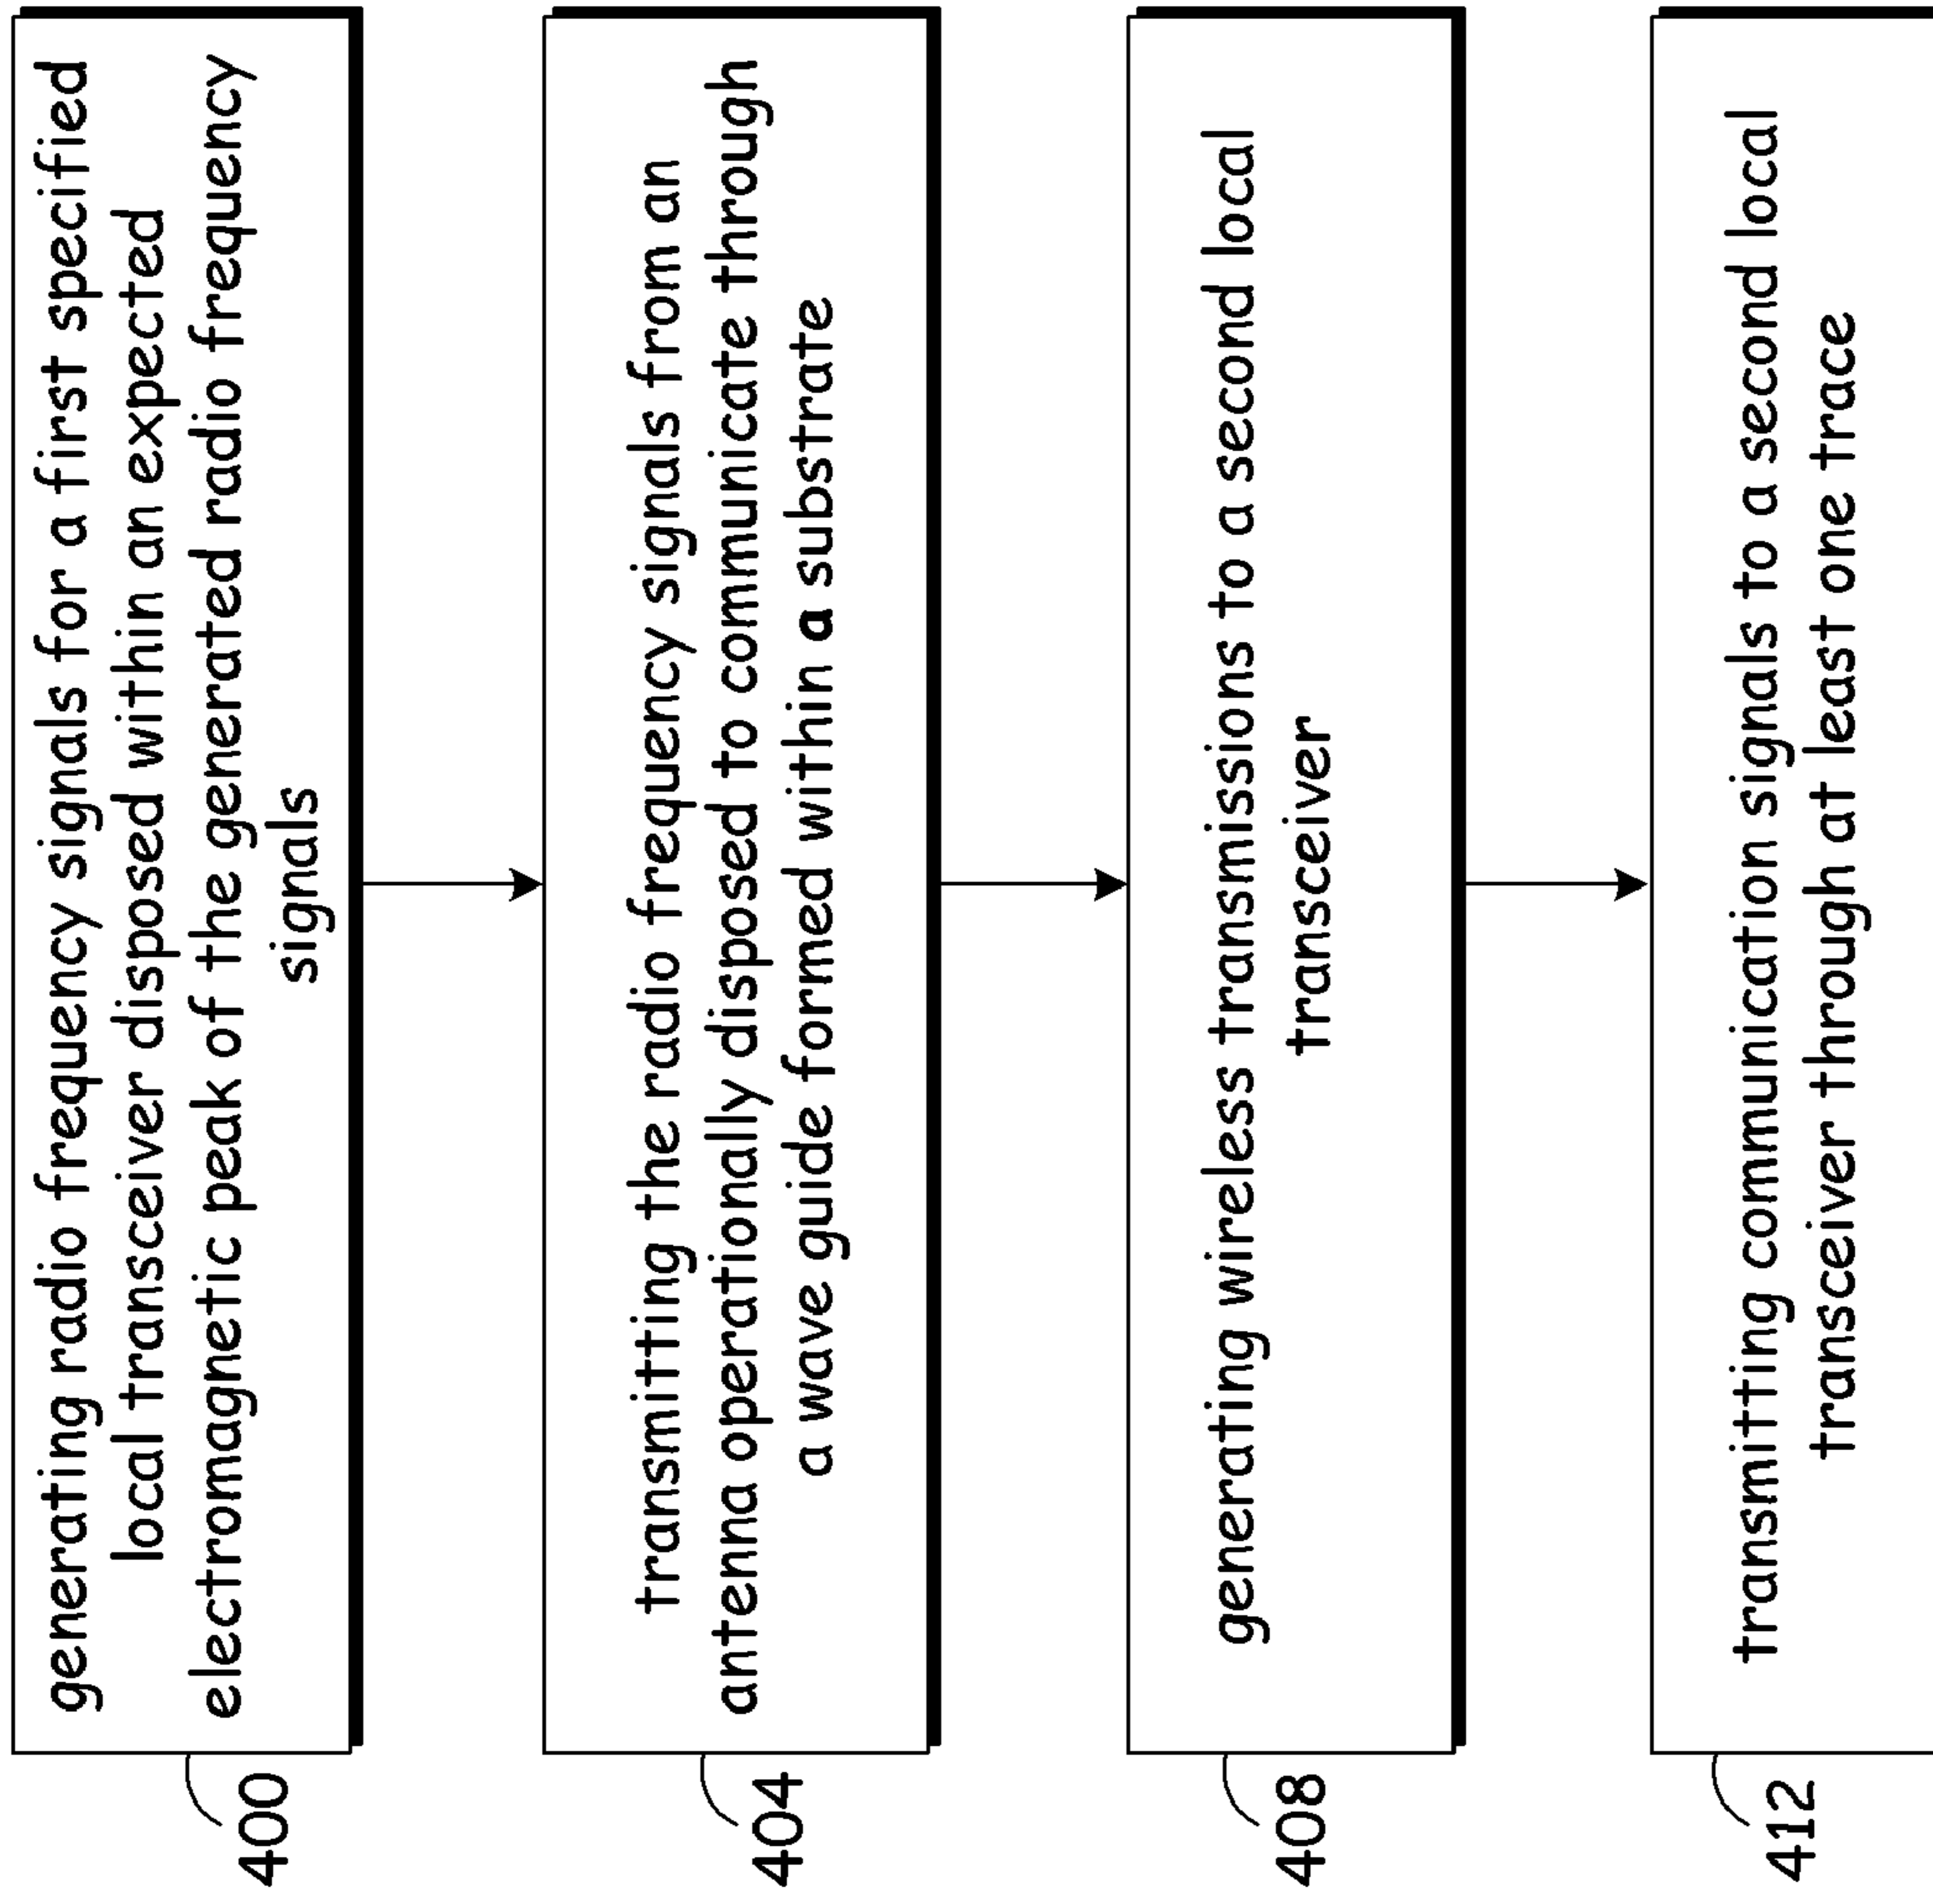 generating radio frequency signals for a first specified
local transceiver disposed within an expected
electromagnetic peak of the generated radio frequency
signals
400
transmitting the radio frequency signals from an
antenna operationally disposed to communicate through
a wave guide formed within a substrate
404
generating wireless transmissions to a second local
transceiver
408
transmitting communication signals to a second local
transceiver through at least one trace
412